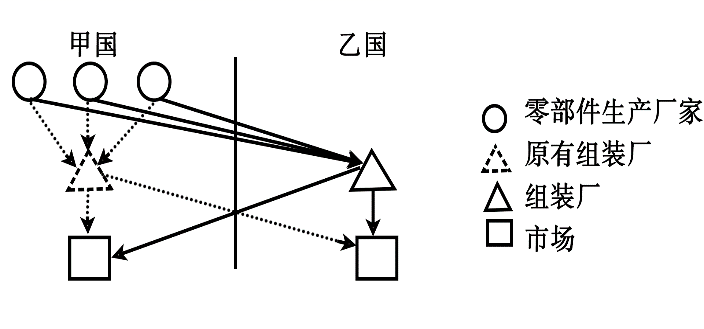 甲国
乙国
零部件生产厂家
原有组装厂
组装厂
市场